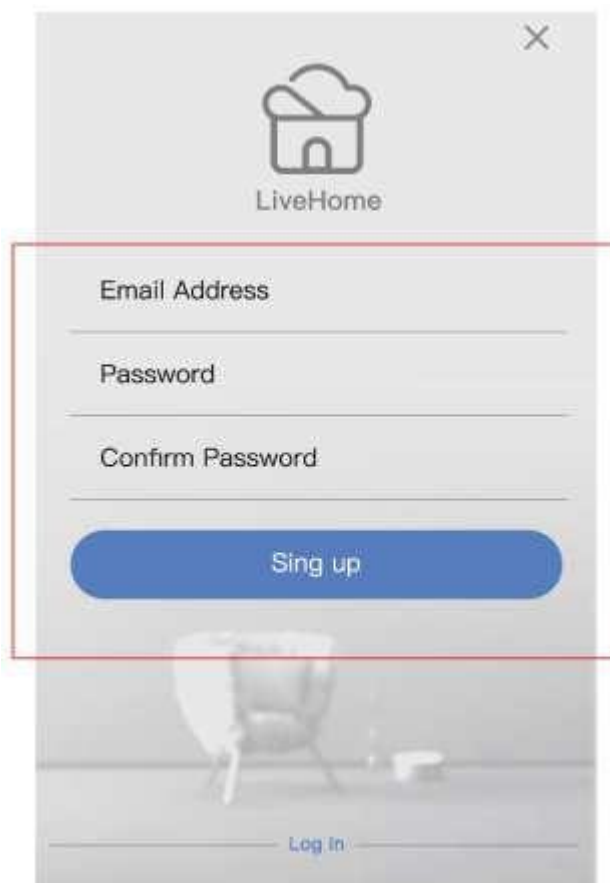 LiveHome
Email Address
Password
Confirm Password
Sing up
Log In